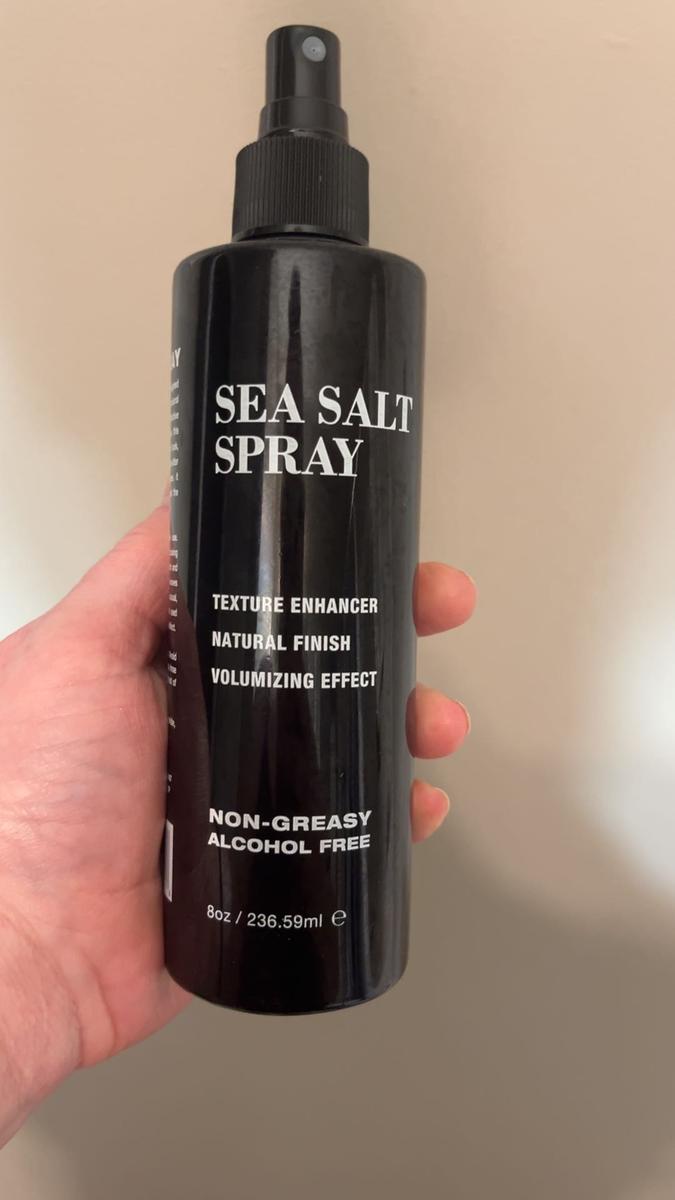 SEA SALT
SPRAY
TEXTURE ENHANCER
NATURAL FINISH
VOLUMIZING EFFECT
NON-GREASY
ALCOHOL FREE
8oz / 236.59ml ℮